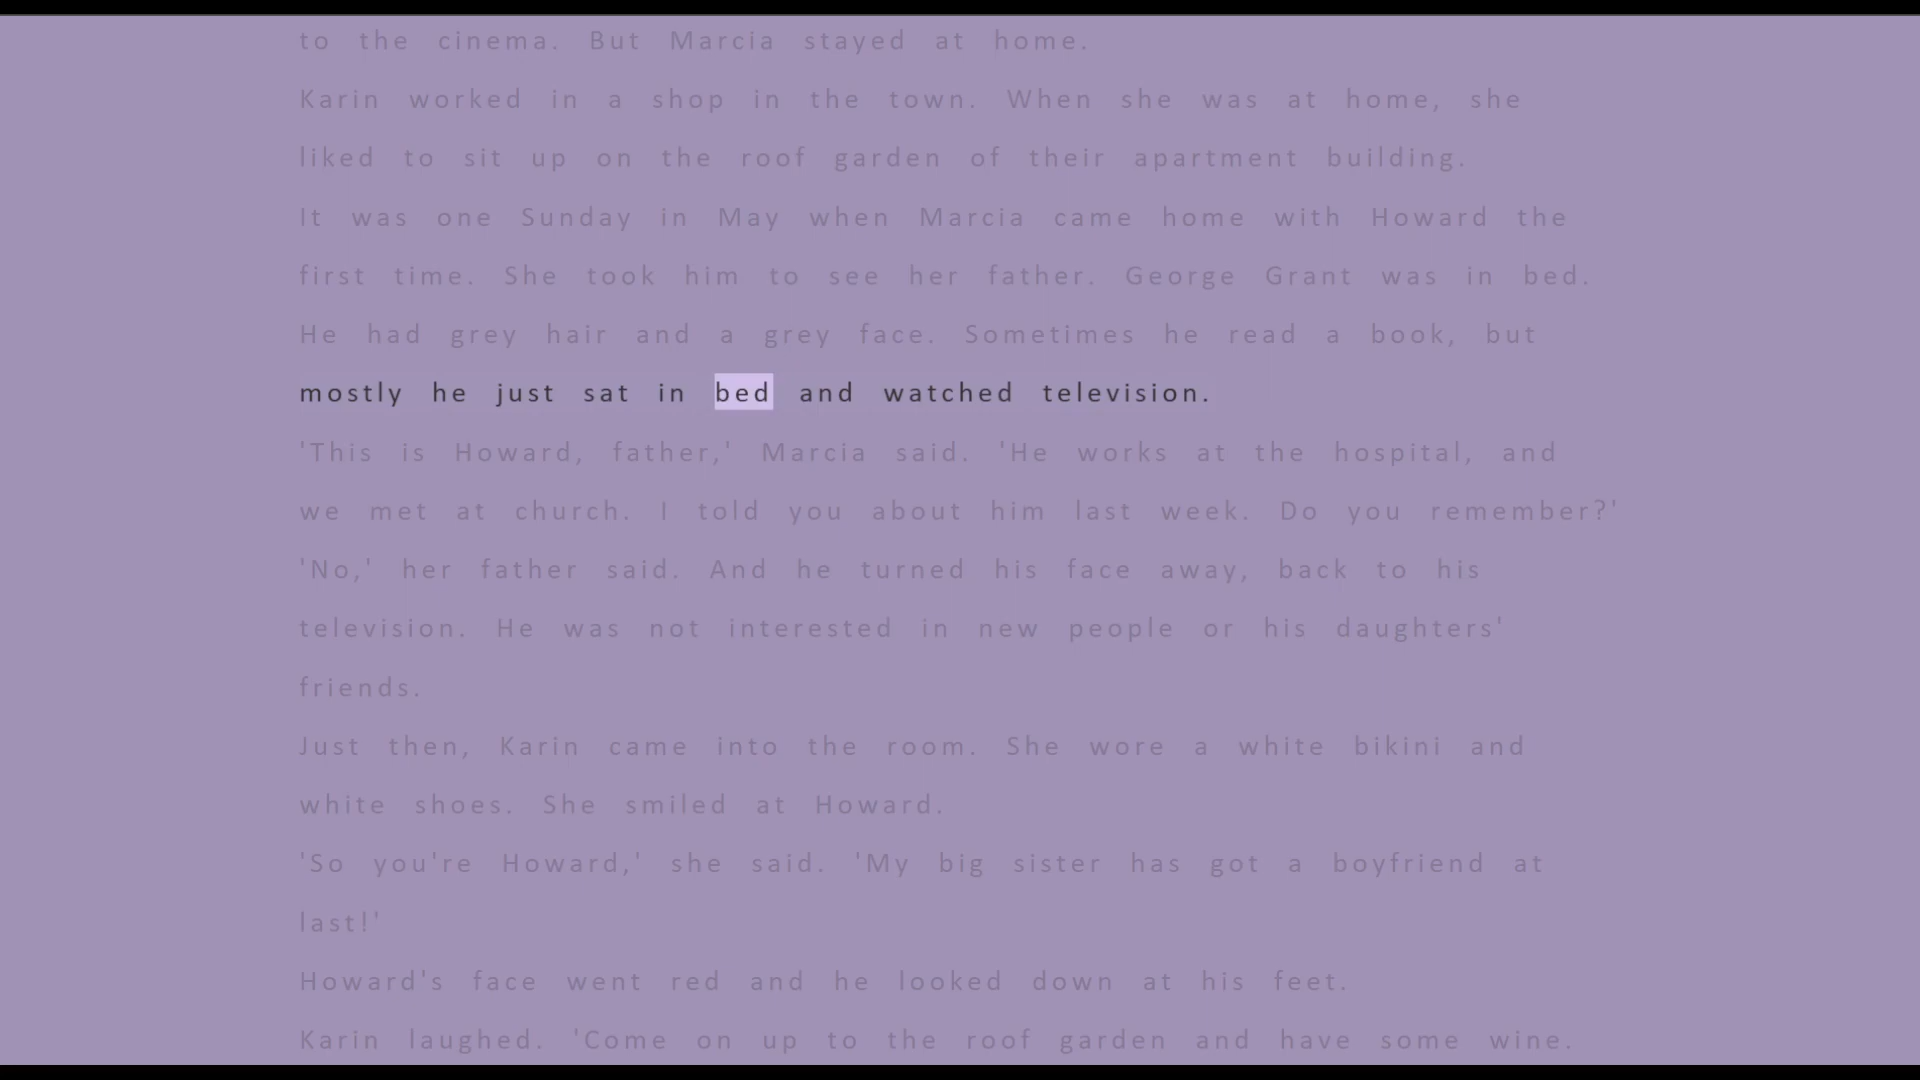 to the cinema. But Marcia stayed at home.
Karin worked in a shop in the town. When she was at home, she
liked to sit up on the roof garden of their apartment building.
It was one Sunday in May when Marcia came home with Howard the
first time. She took him to see her father. George Grant was in bed.
He had grey hair and a grey face. Sometimes he read a book, but
mostly he just sat in bed and watched television.
'This is Howard, father,' Marcia said. 'He works at the hospital, and
we met at church. I told you about him last week. Do you remember?'
'No,' her father said. And he turned his face away, back to his
television. He was not interested in new people or his daughters'
friends.
Just then, Karin came into the room. She wore a white bikini and
white shoes. She smiled at Howard.
'So you're Howard,' she said. 'My big sister has got a boyfriend at
last!'
Howard's face went red and he looked down at his feet.
Karin laughed. 'Come on up to the roof garden and have some wine.